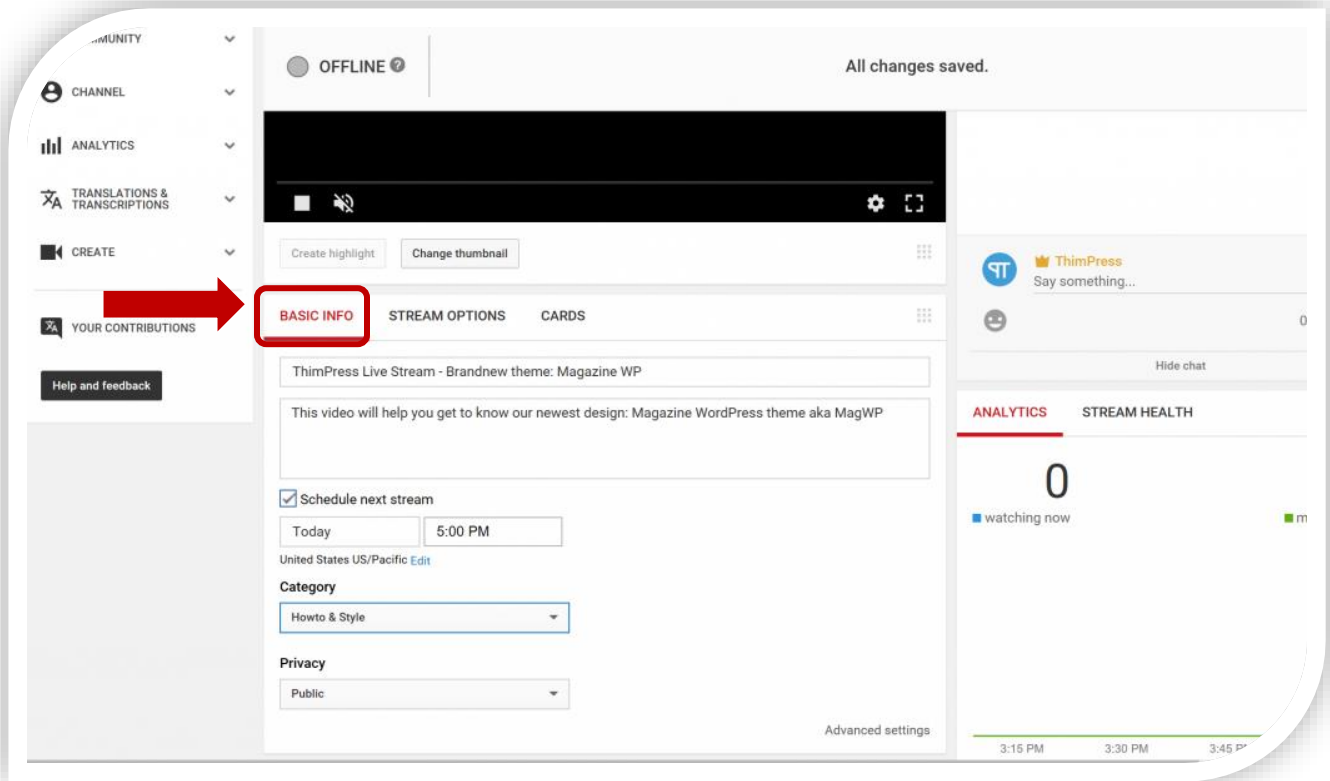 CHANNEL
ANALYTICS
TRANSLATIONS &
TRANSCRIPTIONS
CREATE
YOUR CONTRIBUTIONS
Help and feedback
OFFLINE ?
All changes saved.
Create highlight
Change thumbnail
BASIC INFO
STREAM OPTIONS
CARDS
ThimPress Live Stream - Brandnew theme: Magazine WP
This video will help you get to know our newest design: Magazine WordPress theme aka MagWP
Schedule next stream
Today
5:00 PM
United States US/Pacific Edit
Category
Howto & Style
Privacy
Public
Advanced settings
ThimPress
Say something...
0
Hide chat
ANALYTICS
STREAM HEALTH
0
watching now
m
3:15 PM
3:30 PM
3:45